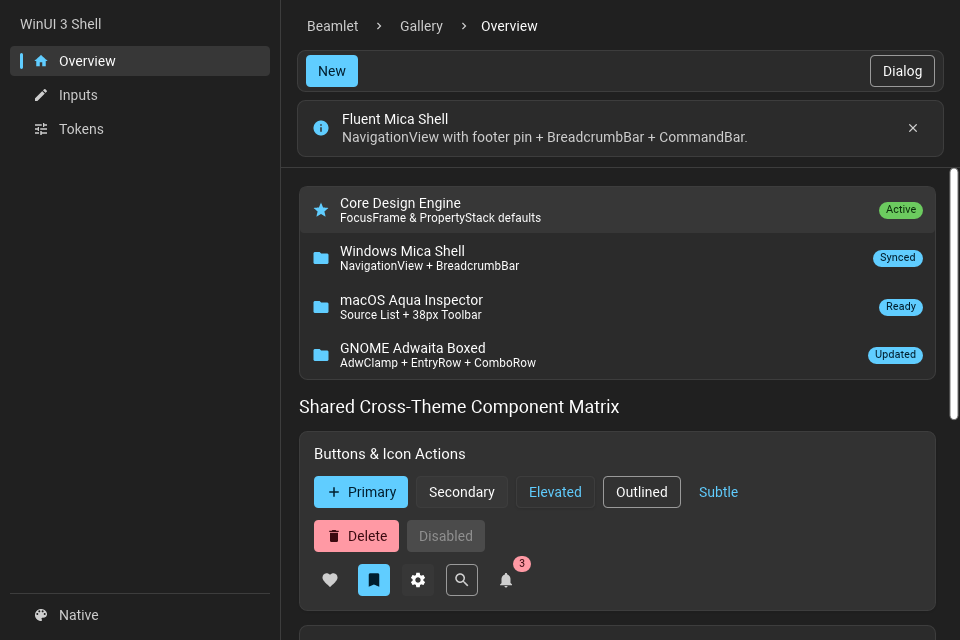 WinUI 3 Shell
Overview
Inputs
Tokens
Native
Beamlet > Gallery > Overview
New
Dialog
Fluent Mica Shell
NavigationView with footer pin + BreadcrumbBar + CommandBar.
Core Design Engine
FocusFrame & PropertyStack defaults
Active
Windows Mica Shell
NavigationView + BreadcrumbBar
Synced
macOS Aqua Inspector
Source List + 38px Toolbar
Ready
GNOME Adwaita Boxed
AdwClamp + EntryRow + ComboRow
Updated
Shared Cross-Theme Component Matrix
Buttons & Icon Actions
Primary Secondary Elevated Outlined Subtle
Delete Disabled
3